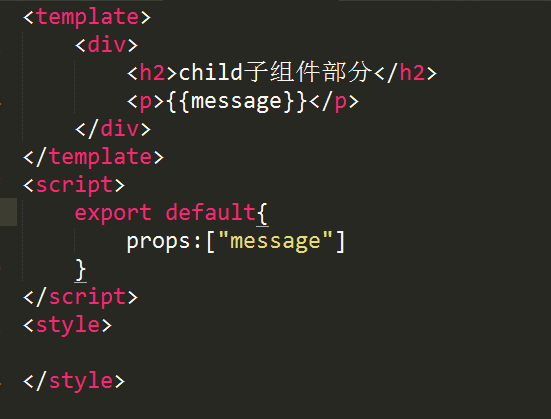 <template>
    <div>
        <h2>child子组件部分</h2>
        <p>{{message}}</p>
    </div>
</template>
<script>
    export default{
        props:["message"]
    }
</script>
<style>

</style>